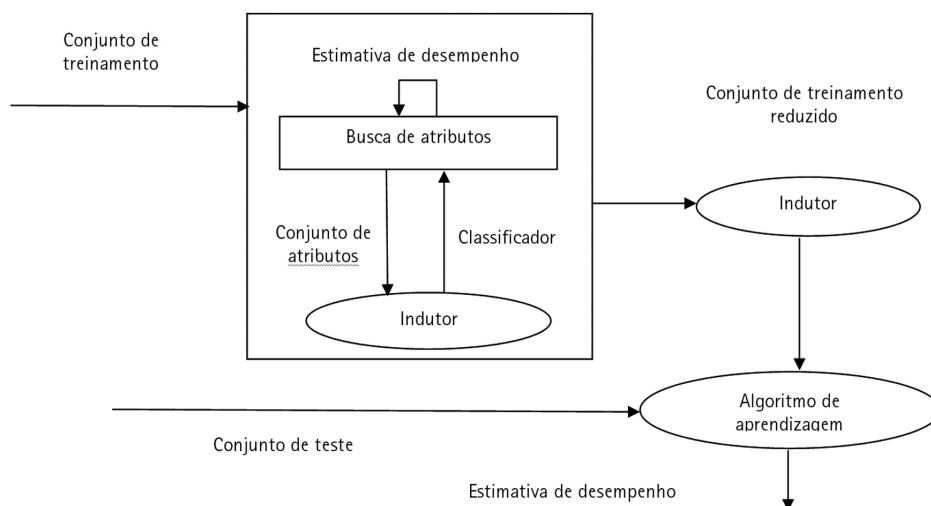 Conjunto de
treinamento
Estimativa de desempenho
Busca de atributos
Conjunto de
atributos
Classificador
Indutor
Conjunto de treinamento
reduzido
Indutor
Algoritmo de
aprendizagem
Conjunto de teste
Estimativa de desempenho